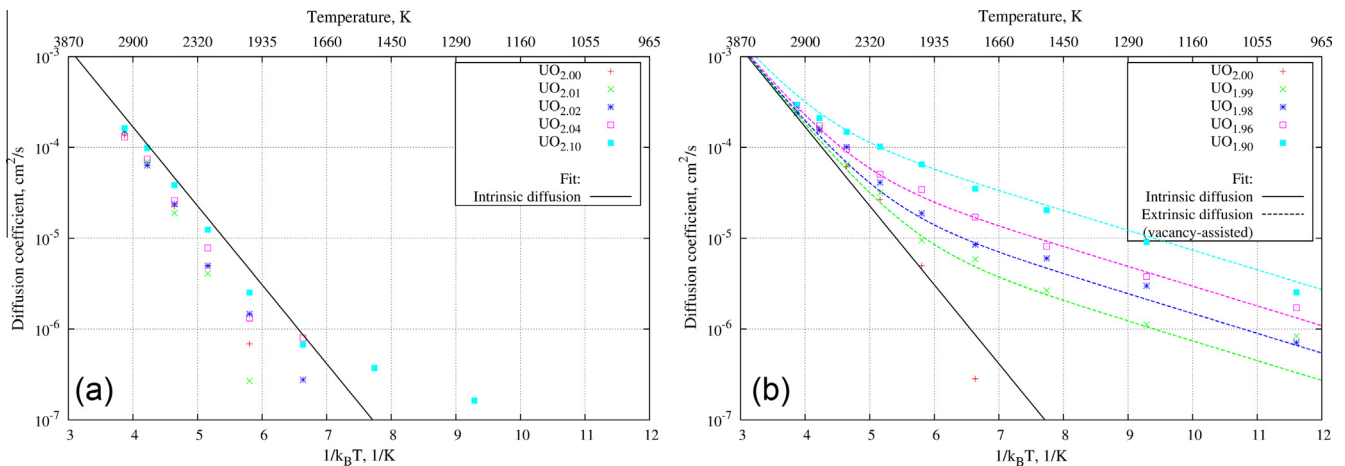 Temperature, K
3870 2900 2320 1935 1660 1450 1290 1160 1055 965
10-3
10-4
10-5
10-6
10-7
Diffusion coefficient, cm2/s
UO2.00
UO2.01
UO2.02
UO2.04
UO2.10
Fit:
Intrinsic diffusion
(a)
3 4 5 6 7 8 9 10 11 12
1/kBT, 1/K
Temperature, K
3870 2900 2320 1935 1660 1450 1290 1160 1055 965
10-3
10-4
10-5
10-6
10-7
Diffusion coefficient, cm2/s
UO2.00
UO1.99
UO1.98
UO1.96
UO1.90
Fit:
Intrinsic diffusion
Extrinsic diffusion
(vacancy-assisted)
(b)
3 4 5 6 7 8 9 10 11 12
1/kBT, 1/K